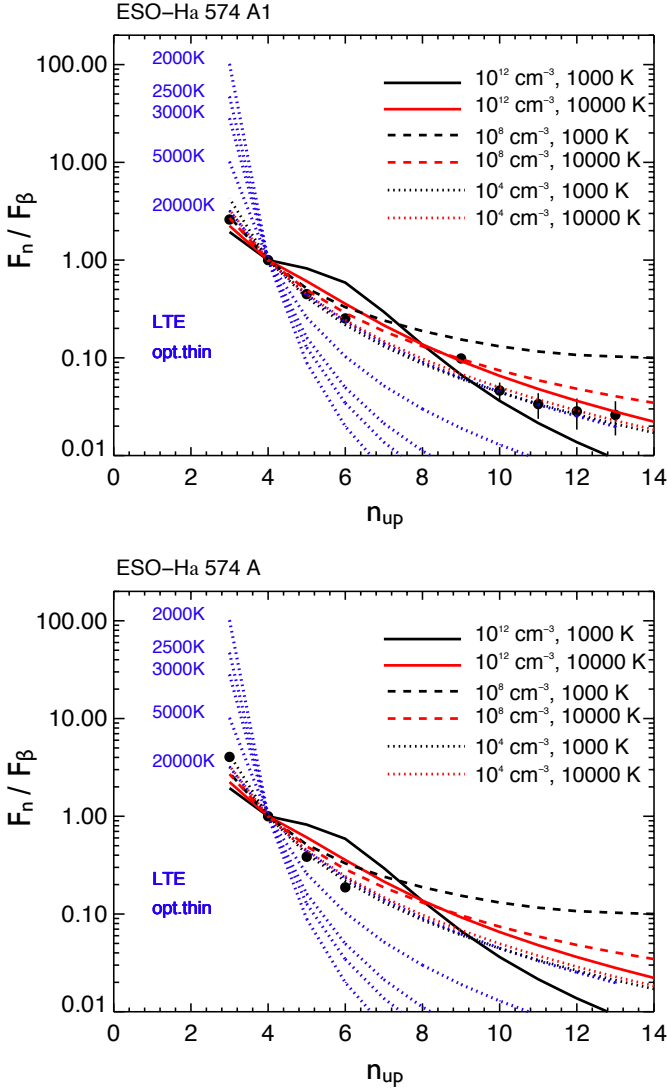 ESO−Hα 574 A1
100.00
10.00
1.00
0.10
0.01
Fn / Fβ
2000K
2500K
3000K
5000K
20000K
LTE
opt.thin
10¹² cm⁻³, 1000 K
10¹² cm⁻³, 10000 K
10⁸ cm⁻³, 1000 K
10⁸ cm⁻³, 10000 K
10⁴ cm⁻³, 1000 K
10⁴ cm⁻³, 10000 K
0 2 4 6 8 10 12 14
nup
ESO−Hα 574 A
100.00
10.00
1.00
0.10
0.01
Fn / Fβ
2000K
2500K
3000K
5000K
20000K
LTE
opt.thin
10¹² cm⁻³, 1000 K
10¹² cm⁻³, 10000 K
10⁸ cm⁻³, 1000 K
10⁸ cm⁻³, 10000 K
10⁴ cm⁻³, 1000 K
10⁴ cm⁻³, 10000 K
0 2 4 6 8 10 12 14
nup